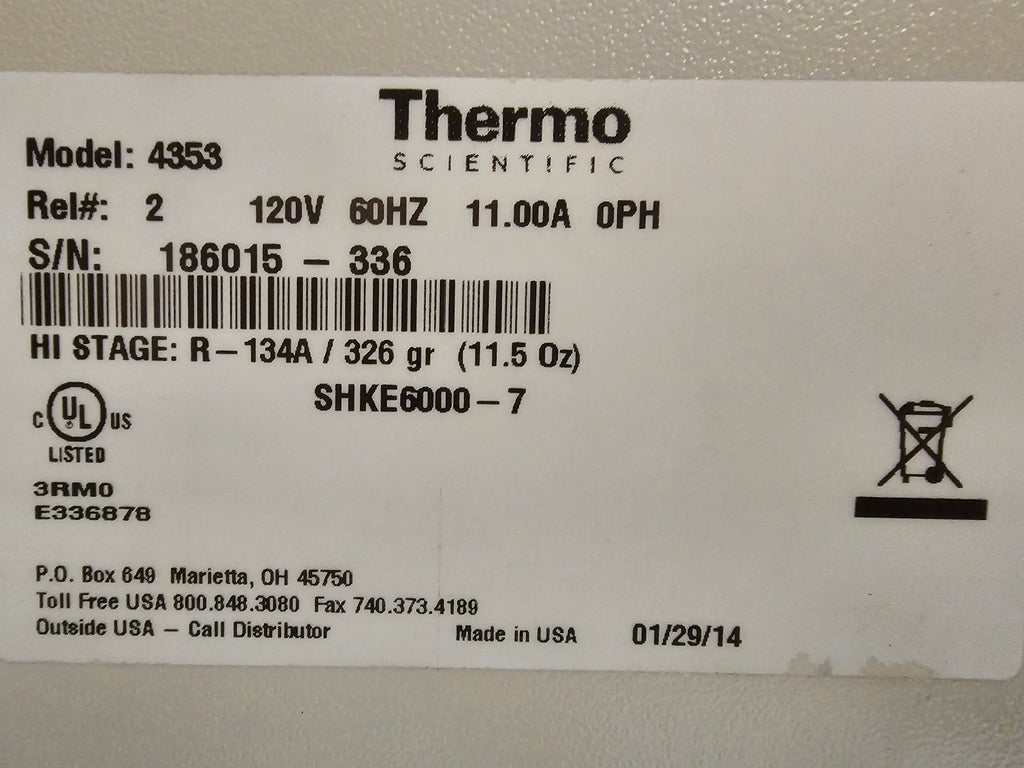 Thermo
SCIENTIFIC
Model: 4353
Rel#: 2 120V 60HZ 11.00A 0PH
S/N: 186015 – 336
HI STAGE: R–134A / 326 gr (11.5 Oz)
SHKE6000–7
C UL US
LISTED
3RM0
E336878
P.O. Box 649 Marietta, OH 45750
Toll Free USA 800.848.3080 Fax 740.373.4189
Outside USA – Call Distributor
Made in USA 01/29/14